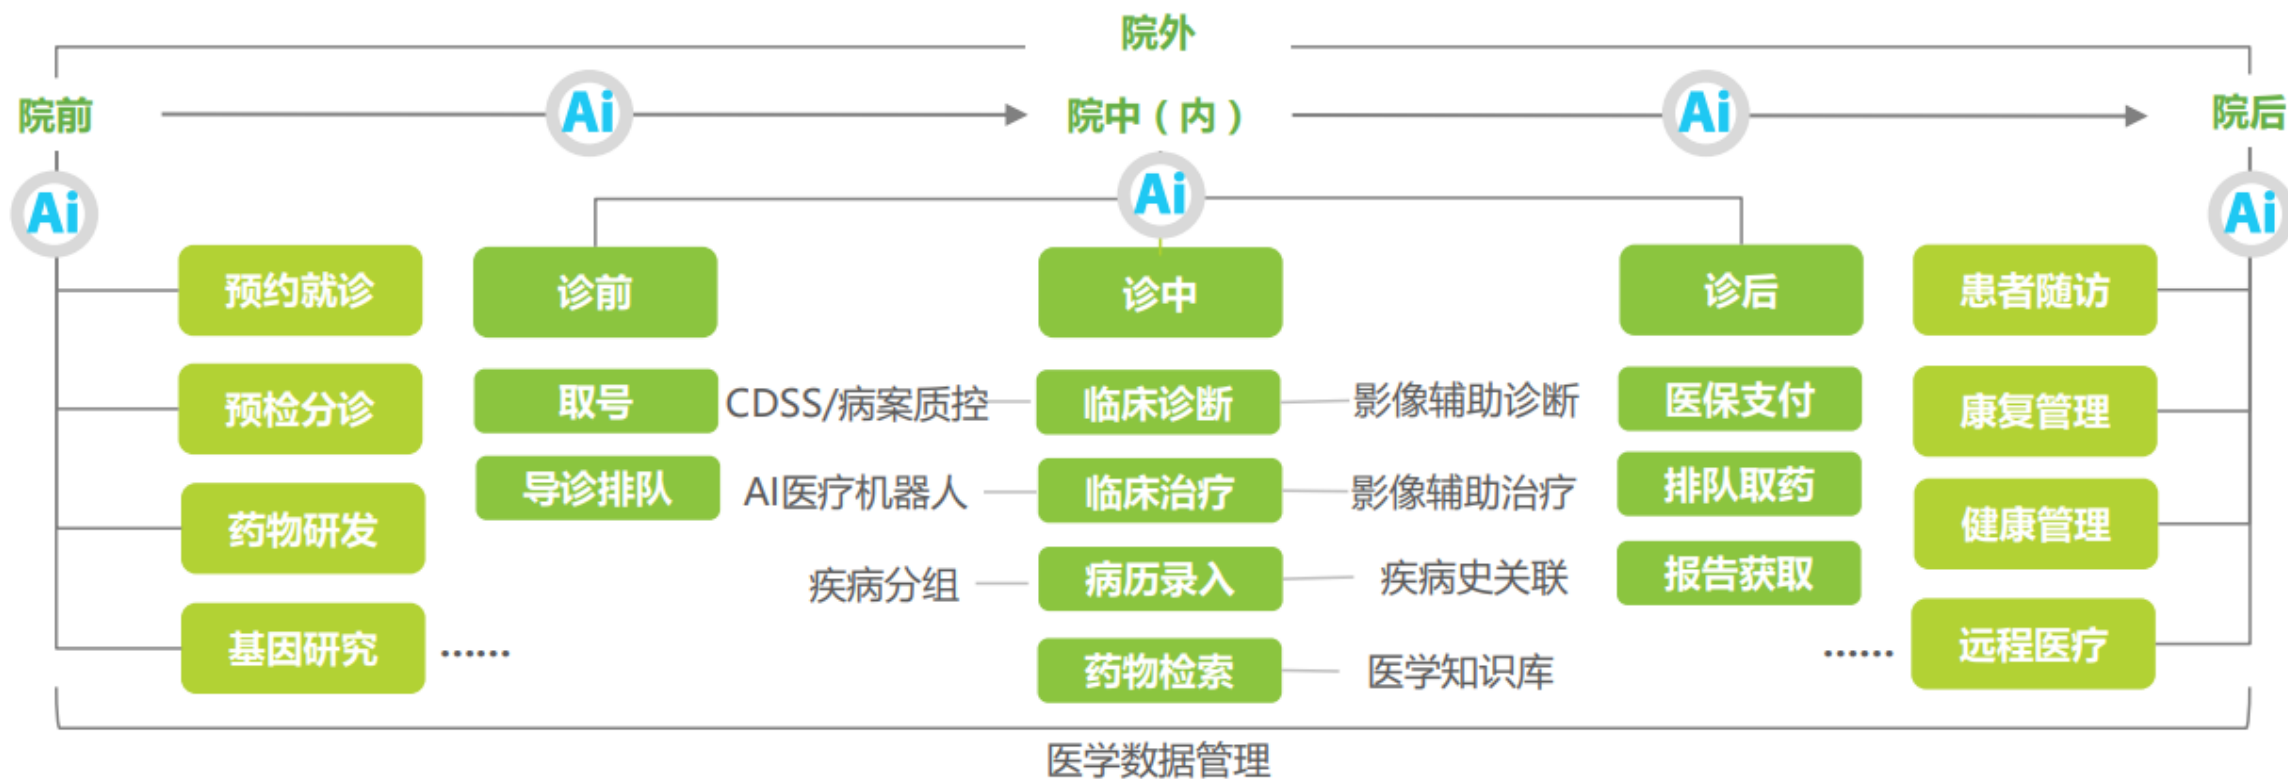 院外
院前
Ai
院中（内）
Ai
院后
Ai
Ai
Ai
预约就诊
诊前
诊中
诊后
患者随访
预检分诊
取号
CDSS/病案质控
临床诊断
影像辅助诊断
医保支付
康复管理
药物研发
导诊排队
AI医疗机器人
临床治疗
影像辅助治疗
排队取药
健康管理
疾病分组
病历录入
疾病史关联
报告获取
基因研究
......
药物检索
医学知识库
......
远程医疗
医学数据管理